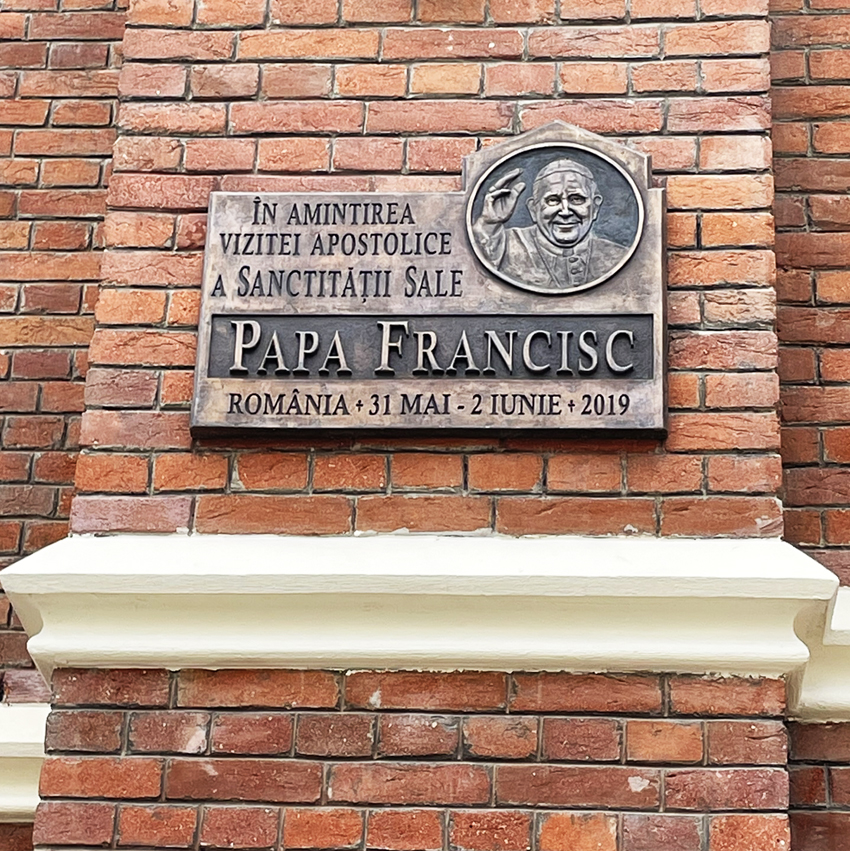 ÎN AMINTIREA
VIZITEI APOSTOLICE
A SANCTITĂȚII SALE
PAPA FRANCISC
ROMÂNIA + 31 MAI - 2 IUNIE + 2019